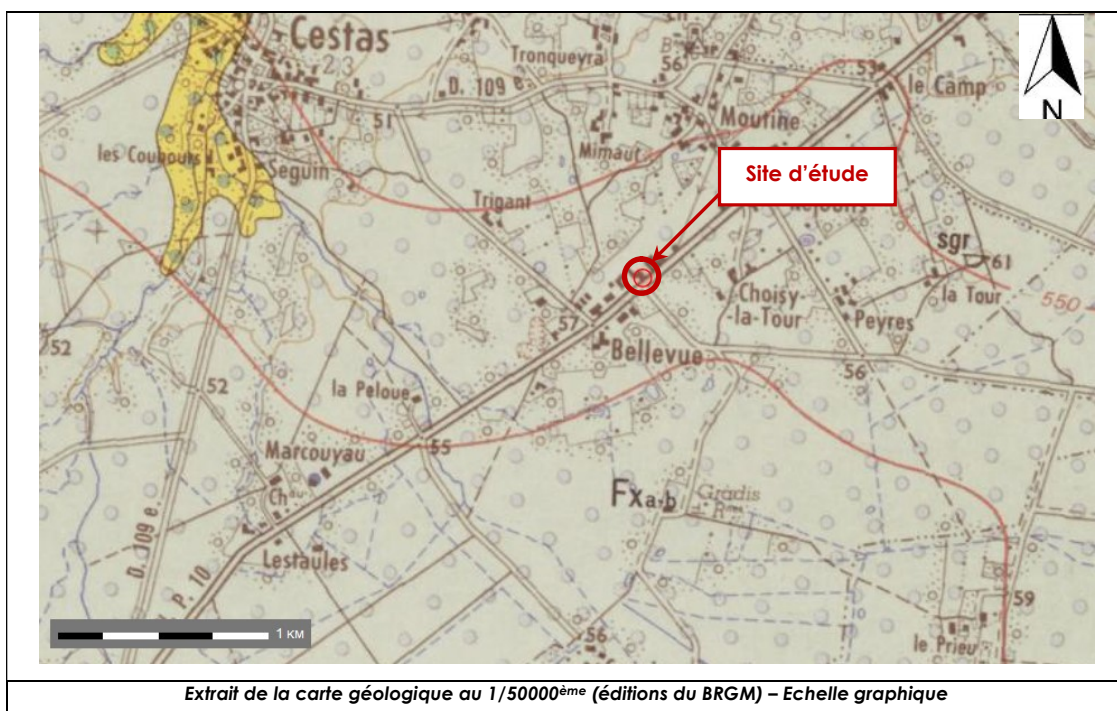 Cestas
23
Tronqueyra
56
53
le Camp
D. 109 e.
51
Moutine
N
les Coubours
Mimaut
Seguin
Site d'étude
Trigant
sgr
61
la Tour
550
Choisy-
la-Tour
Peyres
57
52
Bellevue
56
52
la Peloue
55
Marcouyau
Fxa-b
Gradis
Châu
D. 109 e.
Lestaules
P. 10
59
1 KM
56
le Prieu
Extrait de la carte géologique au 1/50000ème (éditions du BRGM) – Echelle graphique